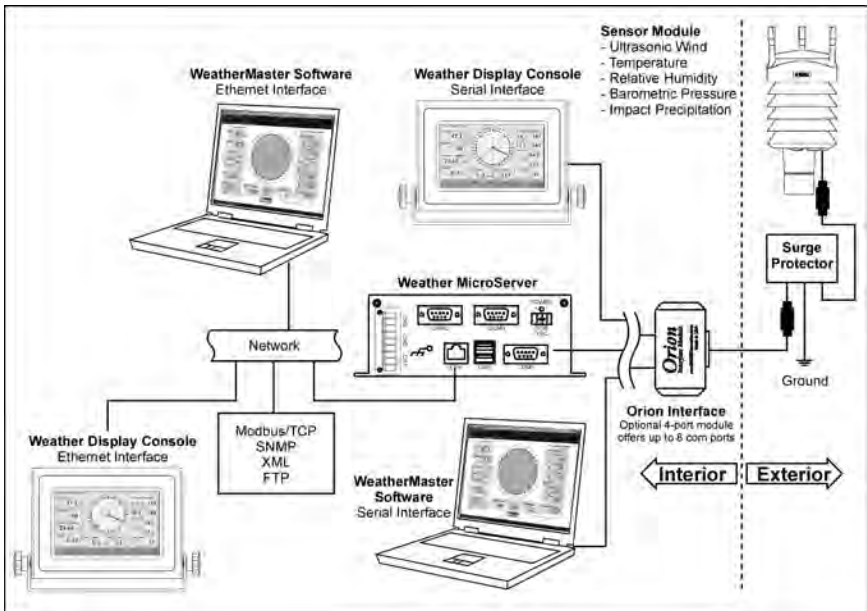 WeatherMaster Software
Ethernet Interface
Weather Display Console
Serial Interface
Sensor Module
- Ultrasonic Wind
- Temperature
- Relative Humidity
- Barometric Pressure
- Impact Precipitation
Surge
Protector
Weather MicroServer
Network
Orion
Ground
Orion Interface
Optional 4-port module
offers up to 8 com ports
Modbus/TCP
SNMP
XML
FTP
Weather Display Console
Ethernet Interface
WeatherMaster
Software
Serial Interface
Interior
Exterior